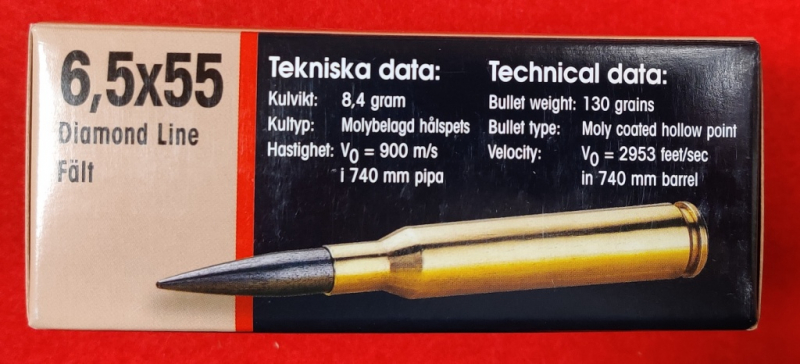 6,5x55
Diamond Line
Fält
Tekniska data:
Kulvikt: 8,4 gram
Kultyp: Molybelagd hålspets
Hastighet: V0 = 900 m/s
i 740 mm pipa
Technical data:
Bullet weight: 130 grains
Bullet type: Moly coated hollow point
Velocity: V0 = 2953 feet/sec
in 740 mm barrel